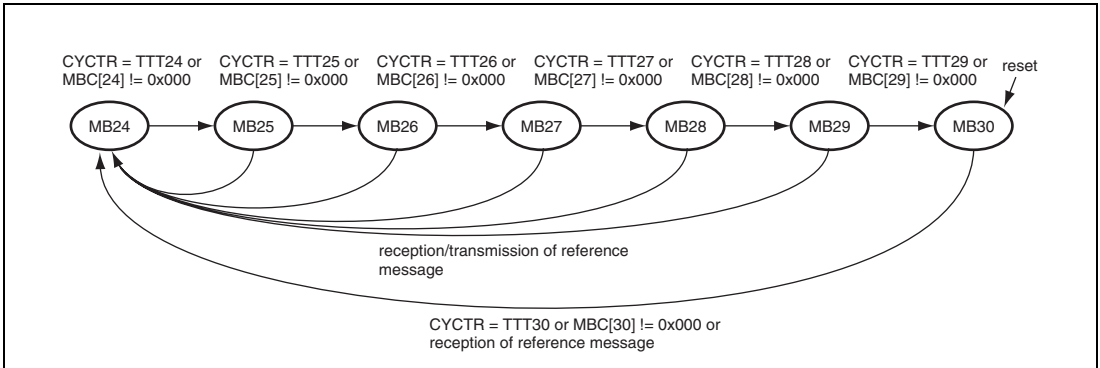 CYCTR = TTT24 or
MBC[24] != 0x000
CYCTR = TTT25 or
MBC[25] != 0x000
CYCTR = TTT26 or
MBC[26] != 0x000
CYCTR = TTT27 or
MBC[27] != 0x000
CYCTR = TTT28 or
MBC[28] != 0x000
CYCTR = TTT29 or
MBC[29] != 0x000
reset
MB24
MB25
MB26
MB27
MB28
MB29
MB30
reception/transmission of reference
message
CYCTR = TTT30 or MBC[30] != 0x000 or
reception of reference message